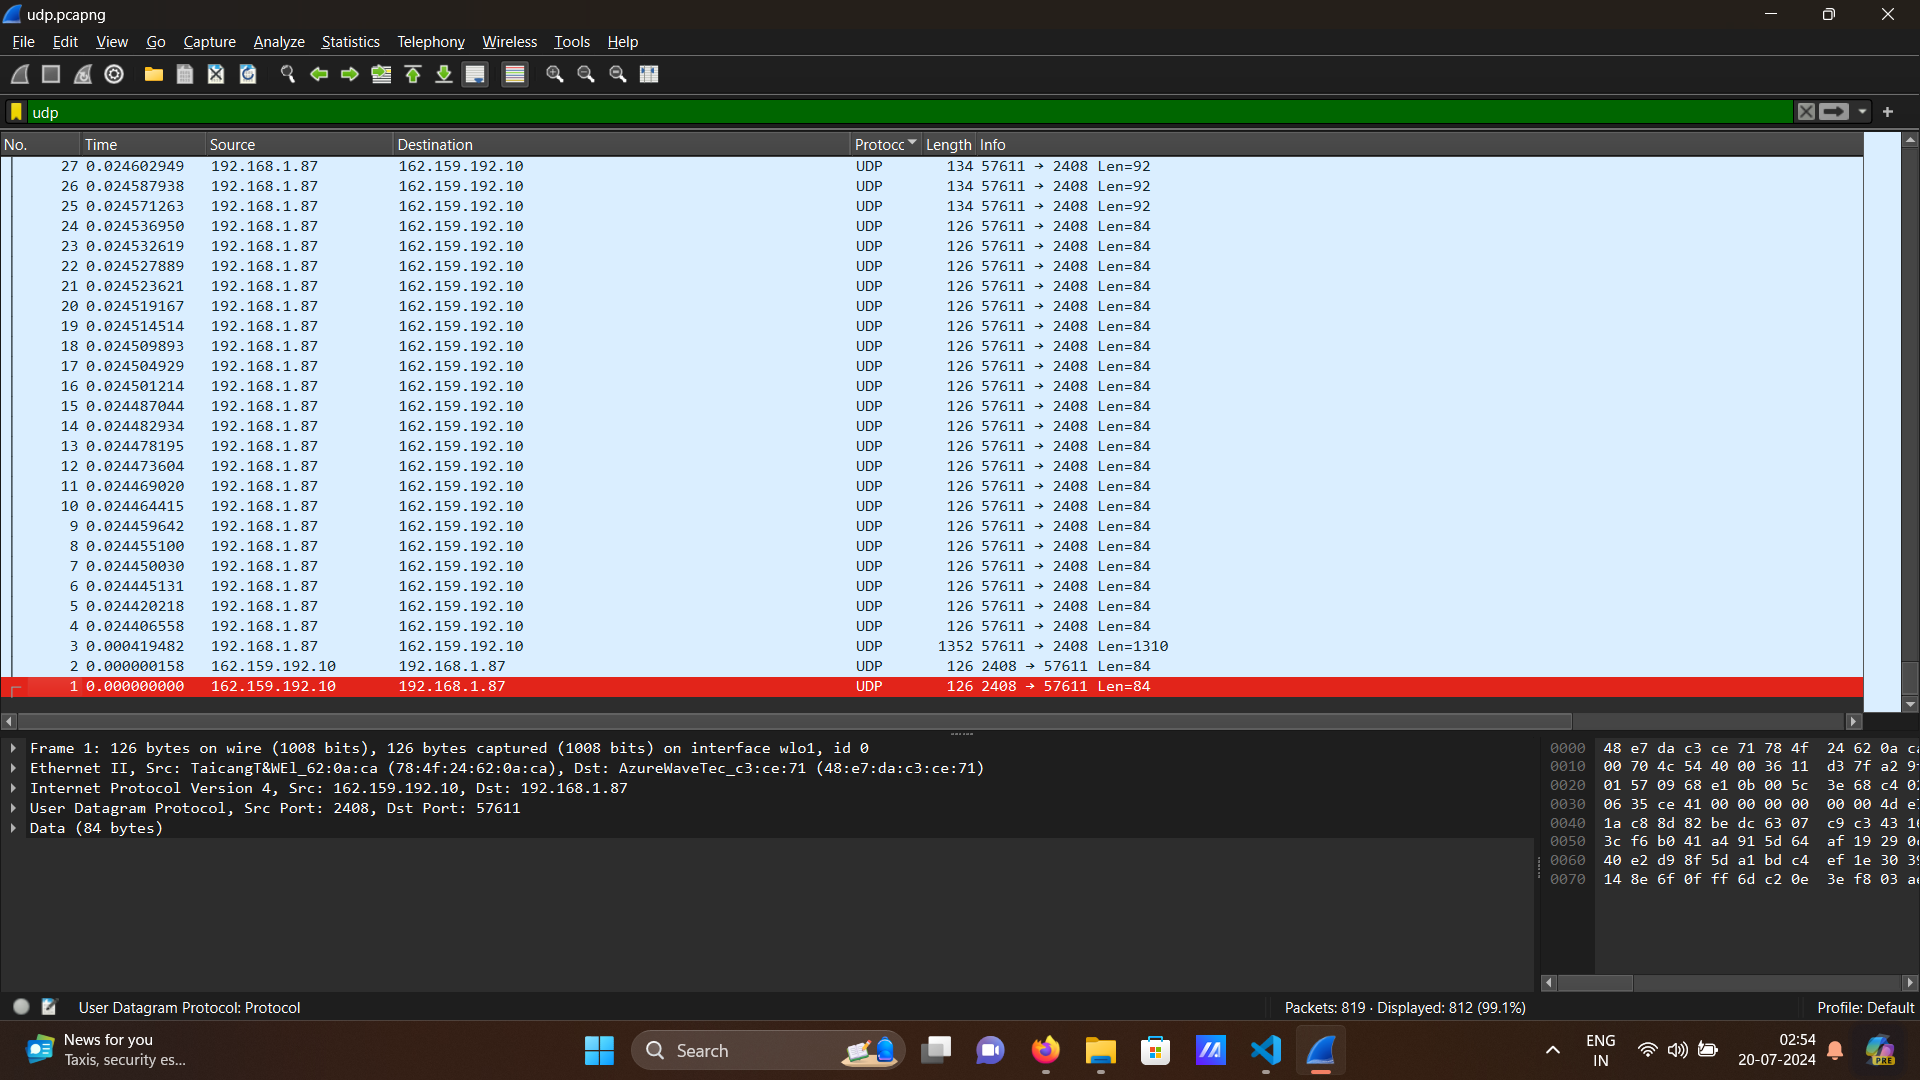 udp.pcapng
File Edit View Go Capture Analyze Statistics Telephony Wireless Tools Help
udp
No. Time Source Destination Protocc Length Info
27 0.024602949 192.168.1.87 162.159.192.10 UDP 134 57611 → 2408 Len=92
26 0.024587938 192.168.1.87 162.159.192.10 UDP 134 57611 → 2408 Len=92
25 0.024571263 192.168.1.87 162.159.192.10 UDP 134 57611 → 2408 Len=92
24 0.024536950 192.168.1.87 162.159.192.10 UDP 126 57611 → 2408 Len=84
23 0.024532619 192.168.1.87 162.159.192.10 UDP 126 57611 → 2408 Len=84
22 0.024527889 192.168.1.87 162.159.192.10 UDP 126 57611 → 2408 Len=84
21 0.024523621 192.168.1.87 162.159.192.10 UDP 126 57611 → 2408 Len=84
20 0.024519167 192.168.1.87 162.159.192.10 UDP 126 57611 → 2408 Len=84
19 0.024514514 192.168.1.87 162.159.192.10 UDP 126 57611 → 2408 Len=84
18 0.024509893 192.168.1.87 162.159.192.10 UDP 126 57611 → 2408 Len=84
17 0.024504929 192.168.1.87 162.159.192.10 UDP 126 57611 → 2408 Len=84
16 0.024501214 192.168.1.87 162.159.192.10 UDP 126 57611 → 2408 Len=84
15 0.024487044 192.168.1.87 162.159.192.10 UDP 126 57611 → 2408 Len=84
14 0.024482934 192.168.1.87 162.159.192.10 UDP 126 57611 → 2408 Len=84
13 0.024478195 192.168.1.87 162.159.192.10 UDP 126 57611 → 2408 Len=84
12 0.024473604 192.168.1.87 162.159.192.10 UDP 126 57611 → 2408 Len=84
11 0.024469020 192.168.1.87 162.159.192.10 UDP 126 57611 → 2408 Len=84
10 0.024464415 192.168.1.87 162.159.192.10 UDP 126 57611 → 2408 Len=84
9 0.024459642 192.168.1.87 162.159.192.10 UDP 126 57611 → 2408 Len=84
8 0.024455100 192.168.1.87 162.159.192.10 UDP 126 57611 → 2408 Len=84
7 0.024450030 192.168.1.87 162.159.192.10 UDP 126 57611 → 2408 Len=84
6 0.024445131 192.168.1.87 162.159.192.10 UDP 126 57611 → 2408 Len=84
5 0.024420218 192.168.1.87 162.159.192.10 UDP 126 57611 → 2408 Len=84
4 0.024406558 192.168.1.87 162.159.192.10 UDP 126 57611 → 2408 Len=84
3 0.000419482 192.168.1.87 162.159.192.10 UDP 1352 57611 → 2408 Len=1310
2 0.000000158 162.159.192.10 192.168.1.87 UDP 126 2408 → 57611 Len=84
1 0.000000000 162.159.192.10 192.168.1.87 UDP 126 2408 → 57611 Len=84
Frame 1: 126 bytes on wire (1008 bits), 126 bytes captured (1008 bits) on interface wlo1, id 0
Ethernet II, Src: TaicangT&WEl_62:0a:ca (78:4f:24:62:0a:ca), Dst: AzureWaveTec_c3:ce:71 (48:e7:da:c3:ce:71)
Internet Protocol Version 4, Src: 162.159.192.10, Dst: 192.168.1.87
User Datagram Protocol, Src Port: 2408, Dst Port: 57611
Data (84 bytes)
0000 48 e7 da c3 ce 71 78 4f 24 62 0a
0010 00 70 4c 54 40 00 36 11 d3 7f a2
0020 01 57 09 68 e1 0b 00 5c 3e 68 c4
0030 06 35 ce 41 00 00 00 00 00 00 4d
0040 1a c8 8d 82 be dc 63 07 c9 c3 43
0050 3c f6 b0 41 a4 91 5d 64 af 19 29
0060 40 e2 d9 8f 5d a1 bd c4 ef 1e 30
0070 14 8e 6f 0f ff 6d c2 0e 3e f8 03
User Datagram Protocol: Protocol
Packets: 819 · Displayed: 812 (99.1%)
Profile: Default
News for you
Taxis, security es...
Search
PRE
ENG
IN
02:54
20-07-2024